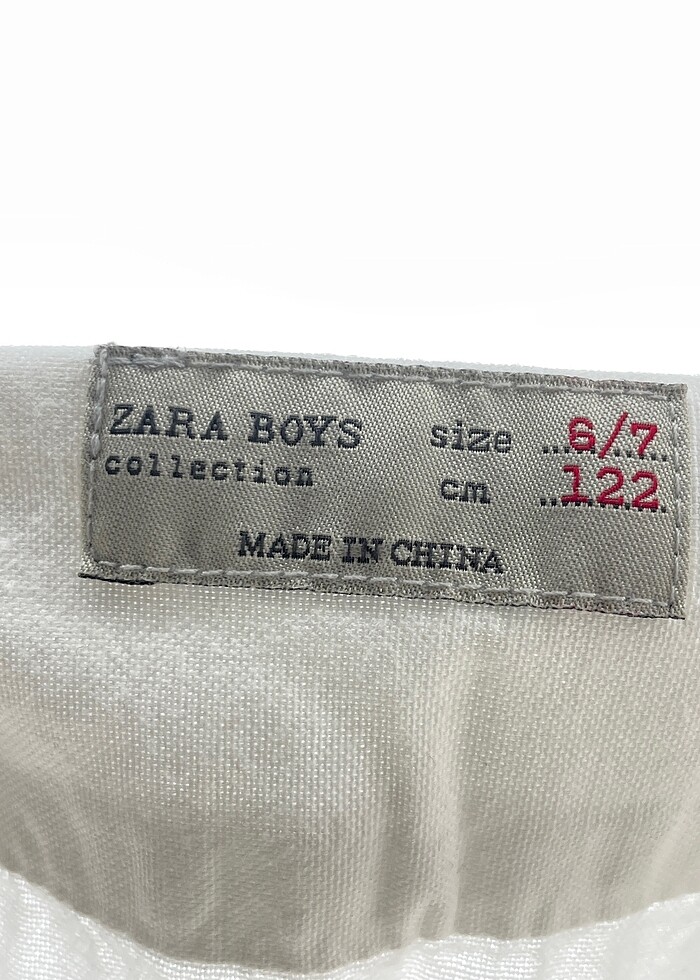 ZARA BOYS size ..6/7..
collection cm ..122..
MADE IN CHINA